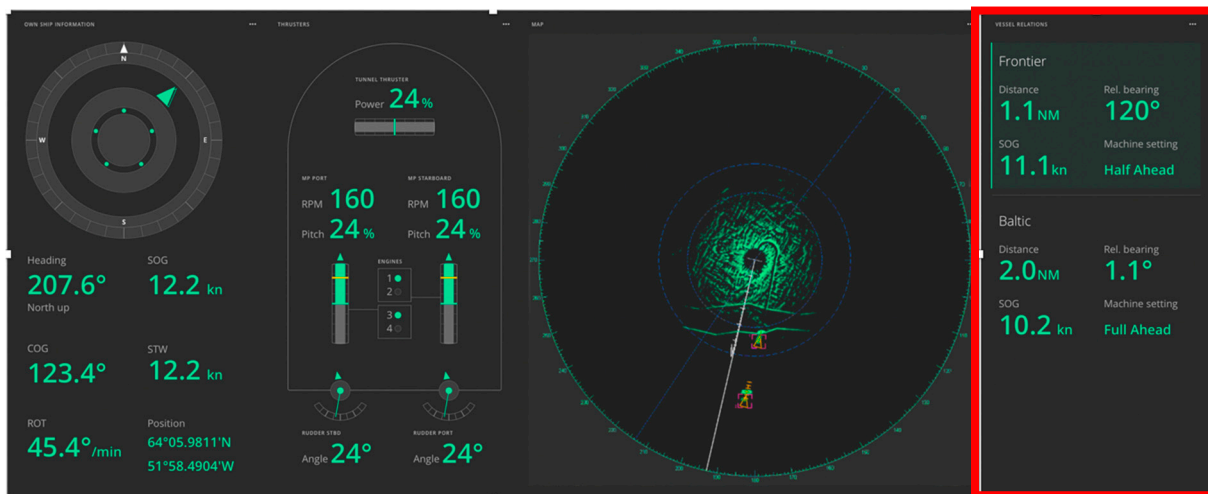 OWN SHIP INFORMATION
N
W
E
S
Heading
207.6°
North up
SOG
12.2 kn
COG
123.4°
STW
12.2 kn
ROT
45.4°/min
Position
64°05.9811'N
51°58.4904'W
THRUSTERS
TUNNEL THRUSTER
Power 24%
MP PORT
RPM 160
Pitch 24%
MP STARBOARD
RPM 160
Pitch 24%
ENGINES
1
2
3
4
RUDDER STBD
Angle 24°
RUDDER PORT
Angle 24°
MAP
VESSEL RELATIONS
Frontier
Distance
1.1NM
Rel. bearing
120°
SOG
11.1kn
Machine setting
Half Ahead
Baltic
Distance
2.0NM
Rel. bearing
1.1°
SOG
10.2 kn
Machine setting
Full Ahead